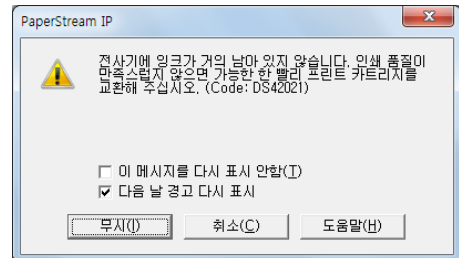 PaperStream IP
전사기에 잉크가 거의 남아 있지 않습니다. 인쇄 품질이
만족스럽지 않으면 가능한 한 빨리 프린트 카트리지를
교환해 주십시오. (Code: DS42021)
이 메시지를 다시 표시 안함(T)
다음 날 경고 다시 표시
무시(I)
취소(C)
도움말(H)